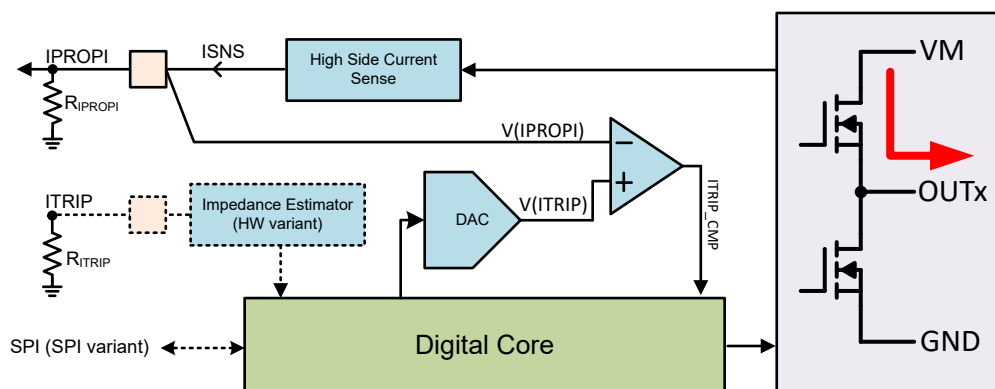 IPROPI
ISNS
High Side Current
Sense
VM
RIPROPI
V(IPROPI)
−
+
ITRIP
Impedance Estimator
(HW variant)
DAC
V(ITRIP)
ITRIP_CMP
OUTx
RITRIP
SPI (SPI variant)
Digital Core
GND